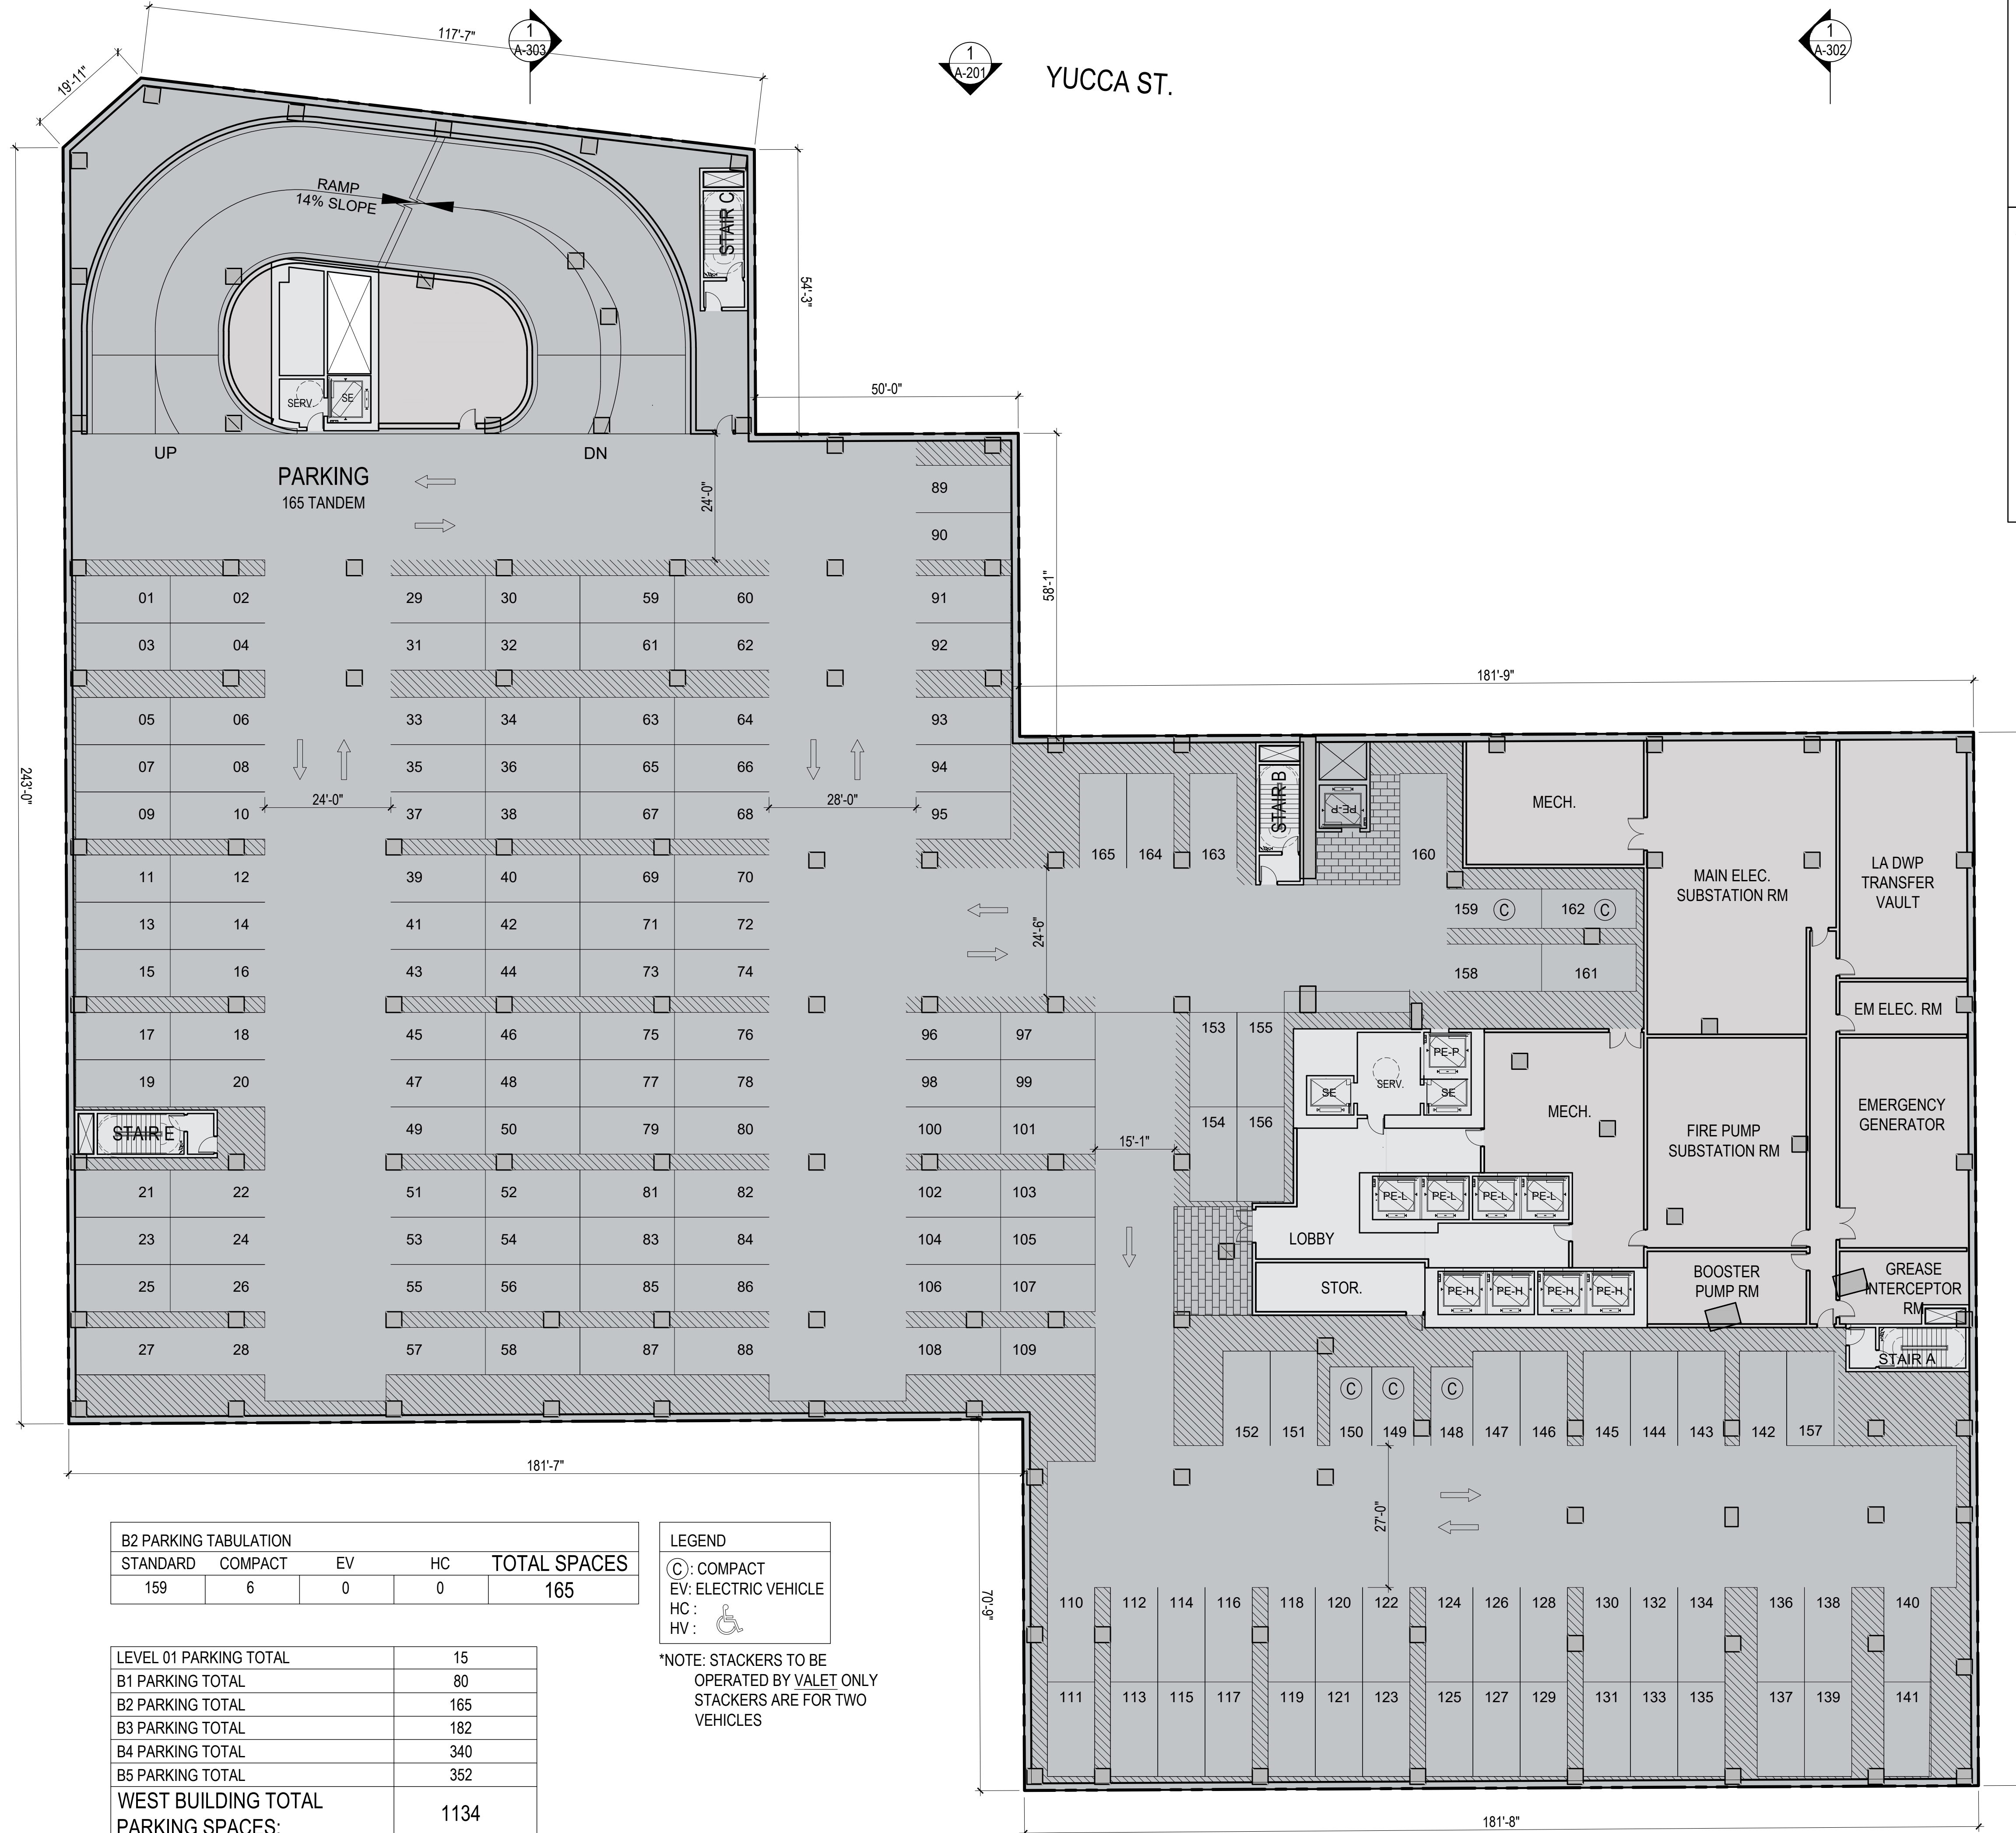 117'-7"
1
A-303
1
A-201
YUCCA ST.
1
A-302
19'-11"
RAMP
14% SLOPE
STAIR C
54'-3"
SERV.
SE
50'-0"
UP
DN
PARKING
165 TANDEM
24'-0"
89
90
58'-1"
01 02 29 30 59 60 91
03 04 31 32 61 62 92
181'-9"
05 06 33 34 63 64 93
07 08 35 36 65 66 94
243'-0"
24'-0"
28'-0"
09 10 37 38 67 68 95
STAIR B
PE-P
MECH.
165 164 163 160
11 12 39 40 69 70
MAIN ELEC.
SUBSTATION RM
LA DWP
TRANSFER
VAULT
159 C 162 C
13 14 41 42 71 72
24'-6"
15 16 43 44 73 74
158 161
EM ELEC. RM
17 18 45 46 75 76 96 97
153 155
PE-P
SERV.
SE
SE
19 20 47 48 77 78 98 99
MECH.
EMERGENCY
GENERATOR
154 156
STAIR E
49 50 79 80 100 101
15'-1"
FIRE PUMP
SUBSTATION RM
21 22 51 52 81 82 102 103
PE-L PE-L PE-L PE-L
23 24 53 54 83 84 104 105
LOBBY
25 26 55 56 85 86 106 107
STOR.
PE-H PE-H PE-H PE-H
BOOSTER
PUMP RM
GREASE
INTERCEPTOR
RM
27 28 57 58 87 88 108 109
STAIR A
C C C
152 151 150 149 148 147 146 145 144 143 142 157
181'-7"
27'-0"
70'-9"
110 112 114 116 118 120 122 124 126 128 130 132 134 136 138 140
111 113 115 117 119 121 123 125 127 129 131 133 135 137 139 141
181'-8"
B2 PARKING TABULATION
STANDARD COMPACT EV HC TOTAL SPACES
159 6 0 0 165
LEGEND
C : COMPACT
EV: ELECTRIC VEHICLE
HC :
HV :
*NOTE: STACKERS TO BE
OPERATED BY VALET ONLY
STACKERS ARE FOR TWO
VEHICLES
LEVEL 01 PARKING TOTAL 15
B1 PARKING TOTAL 80
B2 PARKING TOTAL 165
B3 PARKING TOTAL 182
B4 PARKING TOTAL 340
B5 PARKING TOTAL 352
WEST BUILDING TOTAL
PARKING SPACES: 1134